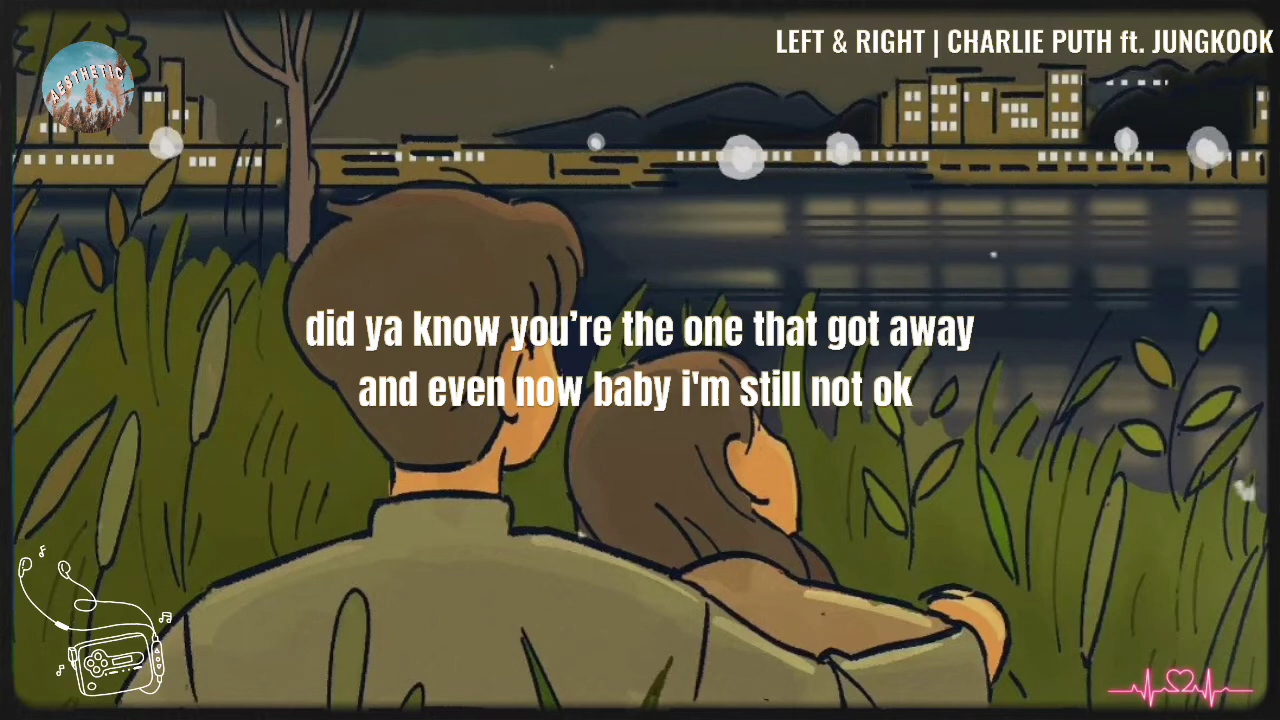 LEFT & RIGHT | CHARLIE PUTH ft. JUNGKOOK
AESTHETIC
did ya know you’re the one that got away
and even now baby i'm still not ok